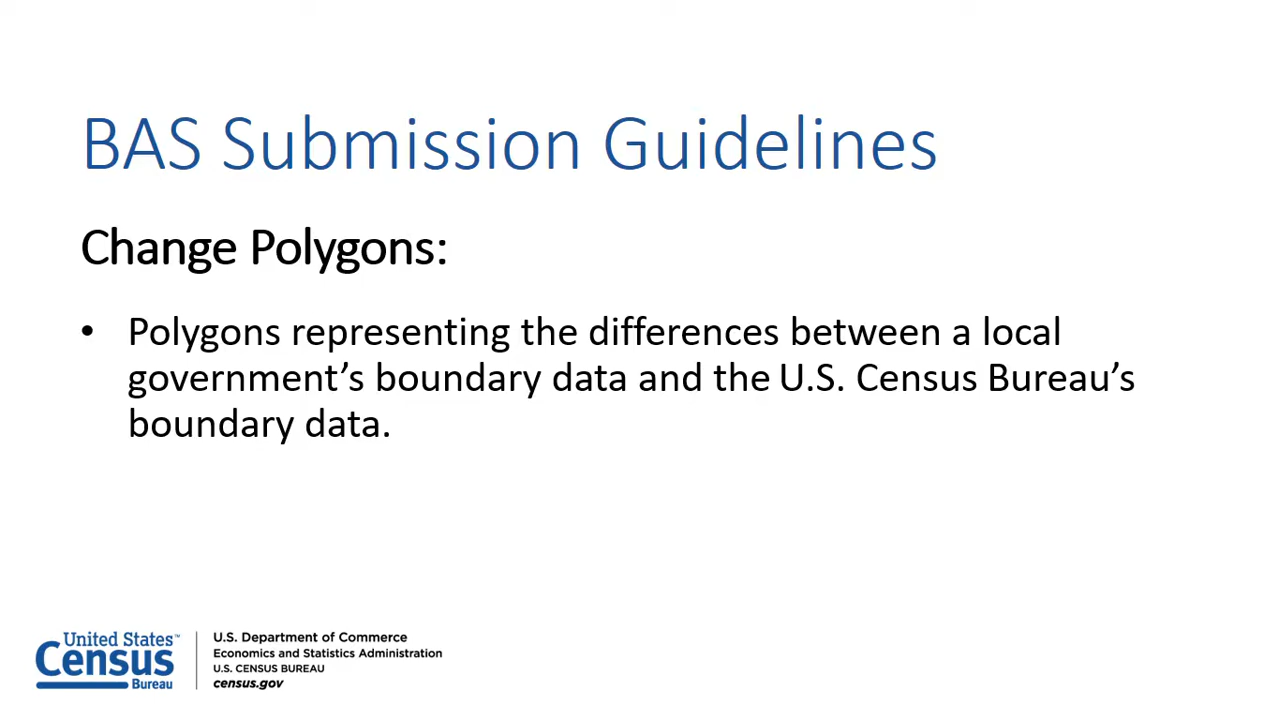 BAS Submission Guidelines
Change Polygons:
• Polygons representing the differences between a local
government’s boundary data and the U.S. Census Bureau’s
boundary data.
United States™
Census
Bureau
U.S. Department of Commerce
Economics and Statistics Administration
U.S. CENSUS BUREAU
census.gov